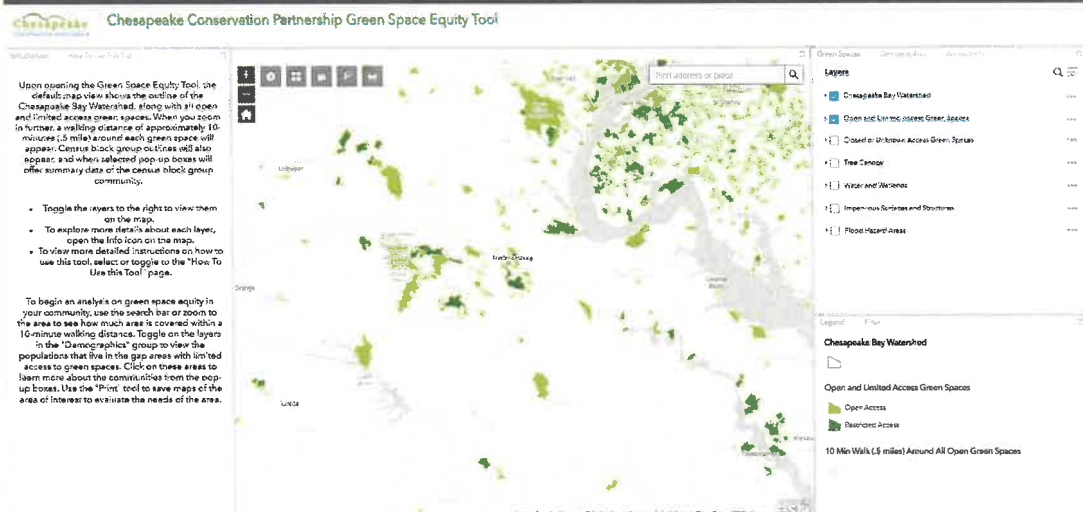 Chesapeake
Chesapeake Conservation Partnership Green Space Equity Tool
Upon opening the Green Space Equity Tool, the
default map view shows the outline of the
Chesapeake Bay Watershed, along with all open
and limited access green spaces. When you zoom
in further, a walking distance of approximately 10-
minutes (.5 mile) around each green space will
appear. Census block group outlines will also
appear, and when selected pop-up boxes will
offer summary data of the census block group
community.
• Toggle the layers to the right to view them
on the map.
• To explore more details about each layer,
open the Info icon on the map.
• To view more detailed instructions on how to
use this tool, select or toggle to the "How To
Use this Tool" page.
To begin an analysis on green space equity in
your community, use the search bar or zoom to
the area to see how much area is covered within a
10-minute walking distance. Toggle on the layers
in the "Demographics" group to view the
populations that live in the gap areas with limited
access to green spaces. Click on these areas to
learn more about the communities from the pop-
up boxes. Use the "Print" tool to save maps of the
area of interest to evaluate the needs of the area.
Find address or place
Culpeper
Orange
Fredericksburg
Louisa
Green Spaces
Demographics
Layers
Chesapeake Bay Watershed
Open and Limited Access Green Spaces
Closed or Unknown Access Green Spaces
Tree Canopy
Water and Wetlands
Impervious Surfaces and Structures
Flood Hazard Areas
Legend
Chesapeake Bay Watershed
Open and Limited Access Green Spaces
Open Access
Restricted Access
10 Min Walk (.5 miles) Around All Open Green Spaces